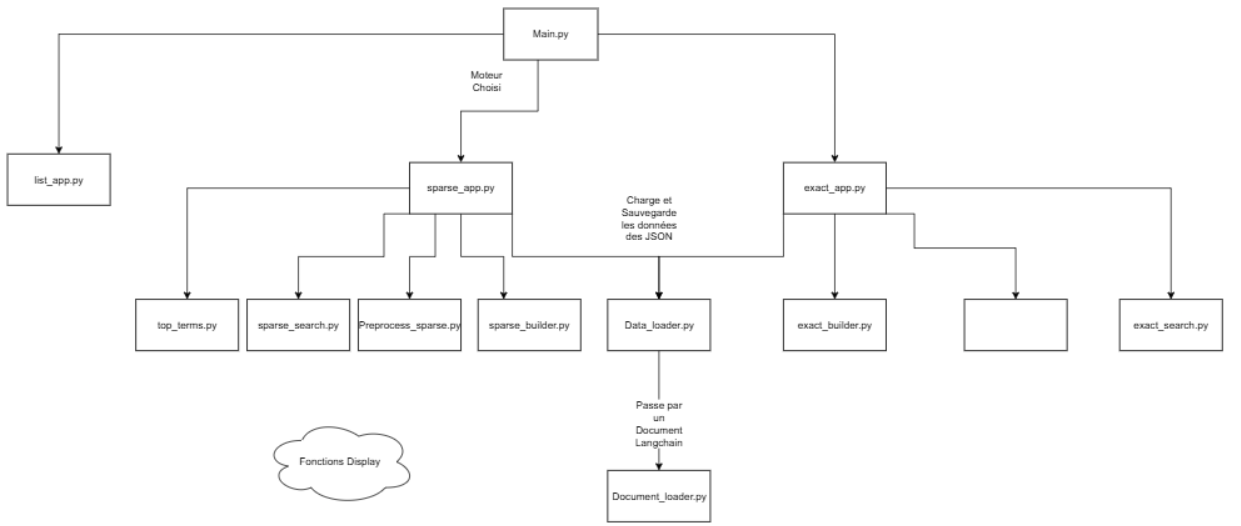 Main.py
Moteur
Choisi
list_app.py
sparse_app.py
exact_app.py
Charge et
Sauvegarde
les données
des JSON
top_terms.py
sparse_search.py
Preprocess_sparse.py
sparse_builder.py
Data_loader.py
exact_builder.py
exact_search.py
Passe par
un
Document
Langchain
Fonctions Display
Document_loader.py